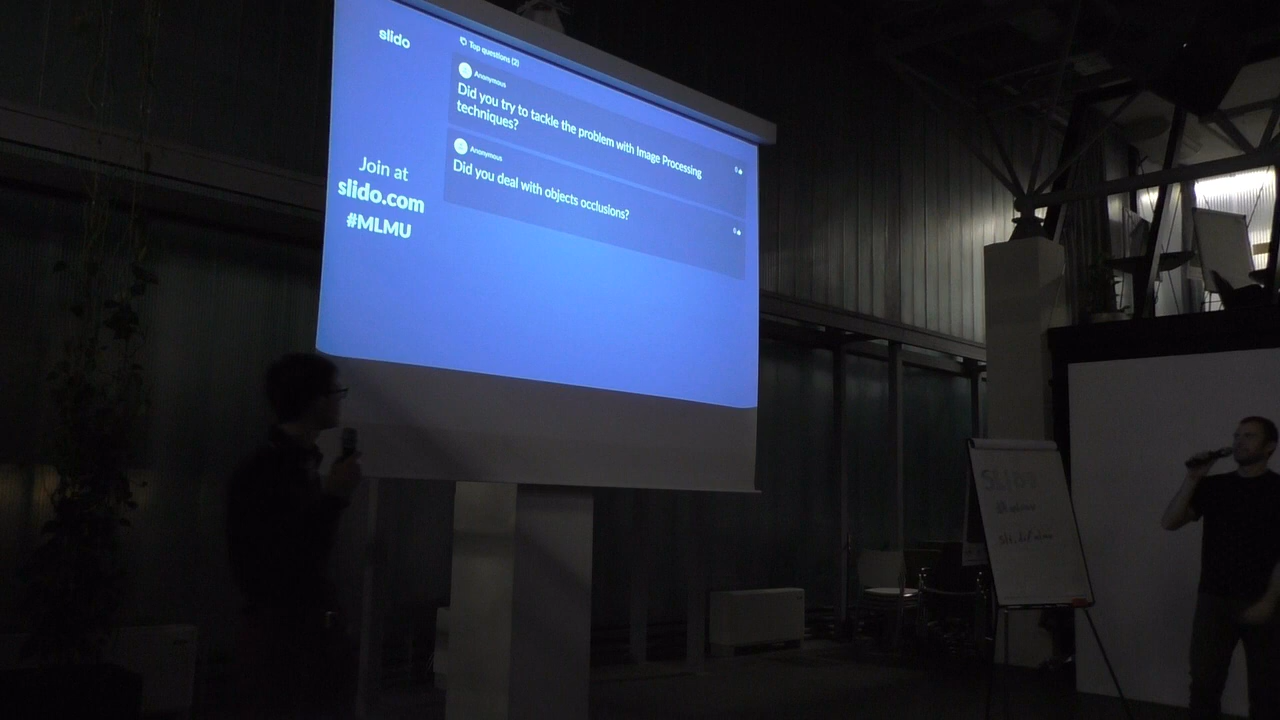 slido
Top questions (2)
Anonymous
Did you try to tackle the problem with Image Processing
techniques?
Anonymous
Did you deal with objects occlusions?
Join at
slido.com
#MLMU
SLIDO